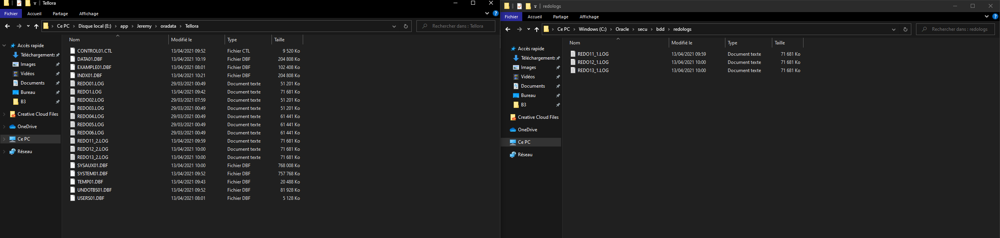 Tellora
Fichier Accueil Partage Affichage
Ce PC Disque local (E:) app Jeremy oradata Tellora
Rechercher dans : Tellora
Accès rapide
Téléchargements
Images
Vidéos
Documents
Bureau
B3
Creative Cloud Files
OneDrive
Ce PC
Réseau
Nom Modifié le Type Taille
CONTROL01.CTL 13/04/2021 09:52 Fichier CTL 9 520 Ko
DATA01.DBF 13/04/2021 10:19 Fichier DBF 204 808 Ko
EXAMPLE01.DBF 13/04/2021 08:01 Fichier DBF 102 408 Ko
INDX01.DBF 13/04/2021 10:21 Fichier DBF 204 808 Ko
REDO01.LOG 29/03/2021 00:49 Document texte 51 201 Ko
REDO1.LOG 13/04/2021 09:42 Document texte 71 681 Ko
REDO02.LOG 29/03/2021 07:59 Document texte 51 201 Ko
REDO03.LOG 29/03/2021 00:49 Document texte 51 201 Ko
REDO04.LOG 29/03/2021 00:49 Document texte 61 441 Ko
REDO05.LOG 29/03/2021 00:49 Document texte 61 441 Ko
REDO06.LOG 29/03/2021 00:49 Document texte 61 441 Ko
REDO11_2.LOG 13/04/2021 09:59 Document texte 71 681 Ko
REDO12_2.LOG 13/04/2021 10:00 Document texte 71 681 Ko
REDO13_2.LOG 13/04/2021 10:00 Document texte 71 681 Ko
SYSAUX01.DBF 13/04/2021 10:00 Fichier DBF 768 008 Ko
SYSTEM01.DBF 13/04/2021 09:52 Fichier DBF 757 768 Ko
TEMP01.DBF 13/04/2021 09:43 Fichier DBF 20 488 Ko
UNDOTBS01.DBF 13/04/2021 09:52 Fichier DBF 81 928 Ko
USERS01.DBF 13/04/2021 08:01 Fichier DBF 5 128 Ko
redologs
Fichier Accueil Partage Affichage
Ce PC Windows (C:) Oracle secu bdd redologs
Rechercher dans : redologs
Accès rapide
Téléchargements
Images
Vidéos
Documents
Bureau
B3
Creative Cloud Files
OneDrive
Ce PC
Réseau
Nom Modifié le Type Taille
REDO11_1.LOG 13/04/2021 09:59 Document texte 71 681 Ko
REDO12_1.LOG 13/04/2021 10:00 Document texte 71 681 Ko
REDO13_1.LOG 13/04/2021 10:00 Document texte 71 681 Ko